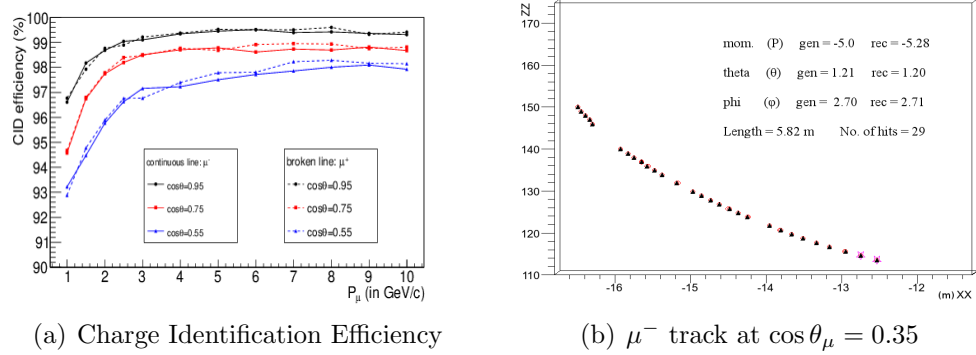 CID efficiency (%)
100
99
98
97
96
95
94
93
92
91
90
continuous line: μ⁻
cosθ=0.95
cosθ=0.75
cosθ=0.55
broken line: μ⁺
cosθ=0.95
cosθ=0.75
cosθ=0.55
1 2 3 4 5 6 7 8 9 10
Pμ (in GeV/c)
(a) Charge Identification Efficiency
ZZ
170
160
150
140
130
120
110
mom. (P) gen = -5.0 rec = -5.28
theta (θ) gen = 1.21 rec = 1.20
phi (φ) gen = 2.70 rec = 2.71
Length = 5.82 m No. of hits = 29
-16 -15 -14 -13 -12
(m) XX
(b) μ⁻ track at cos θμ = 0.35